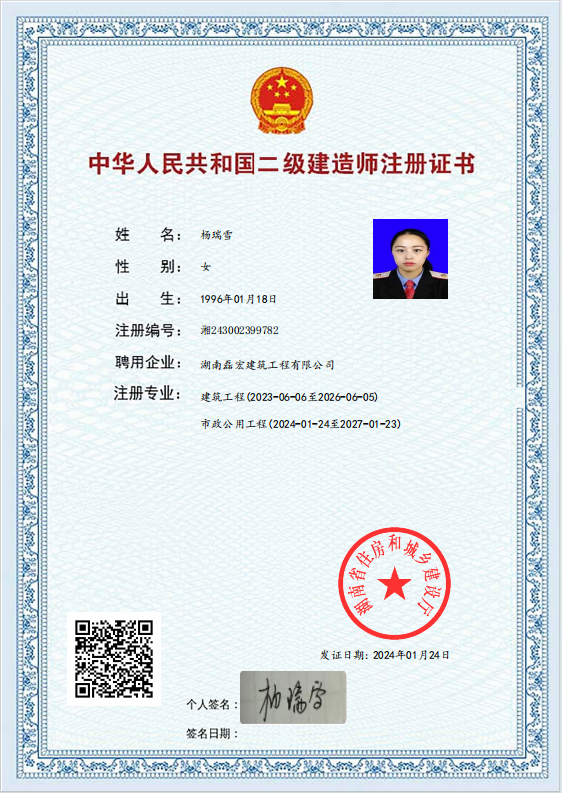 中华人民共和国二级建造师注册证书
姓 名： 杨瑞雪
性 别： 女
出 生： 1996年01月18日
注册编号： 湘243002399782
聘用企业： 湖南磊宏建筑工程有限公司
注册专业： 建筑工程(2023-06-06至2026-06-05)
市政公用工程(2024-01-24至2027-01-23)
湖南省住房和城乡建设厅
发证日期: 2024年01月24日
个人签名: 杨瑞雪
签名日期: